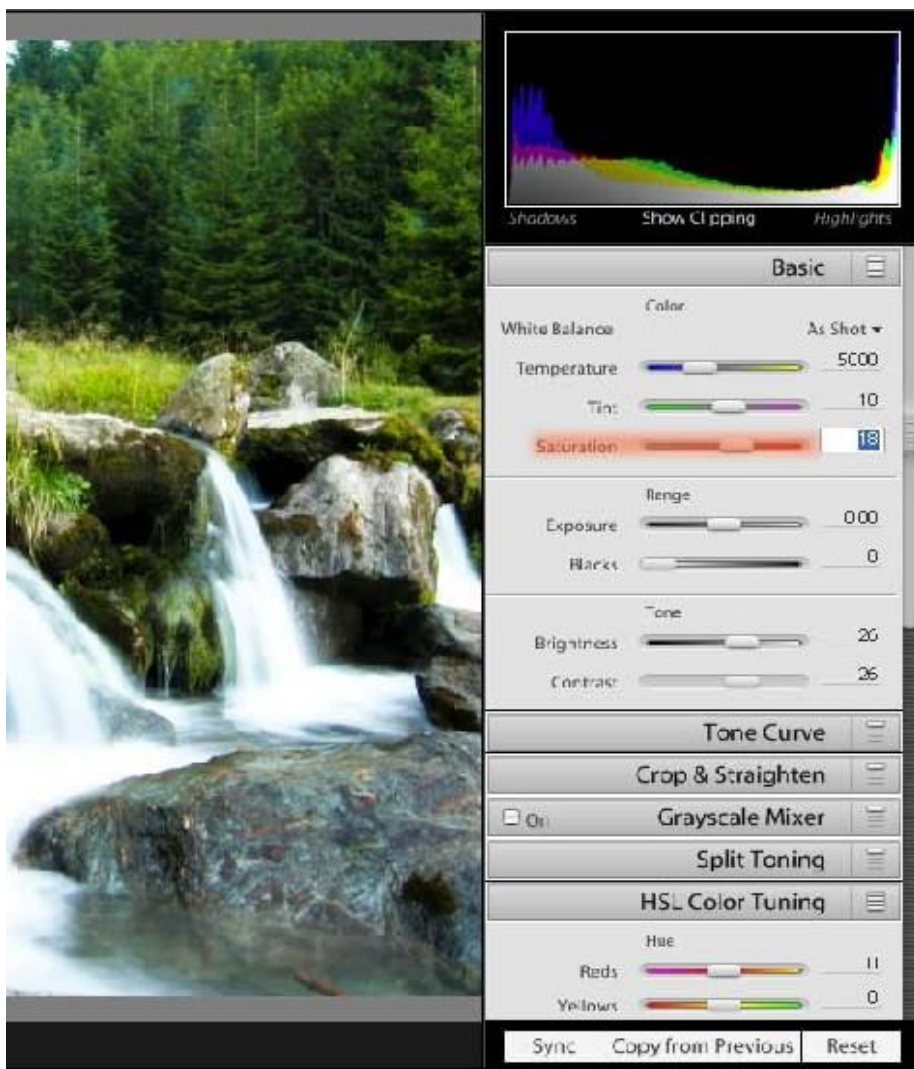 Shadows Show Clipping Highlights
Basic
Color
White Balance As Shot
Temperature 5000
Tint 10
Saturation 18
Range
Exposure 0.00
Blacks 0
Tone
Brightness 26
Contrast 26
Tone Curve
Crop & Straighten
On Grayscale Mixer
Split Toning
HSL Color Tuning
Hue
Reds
Yellows 0
Sync Copy from Previous Reset